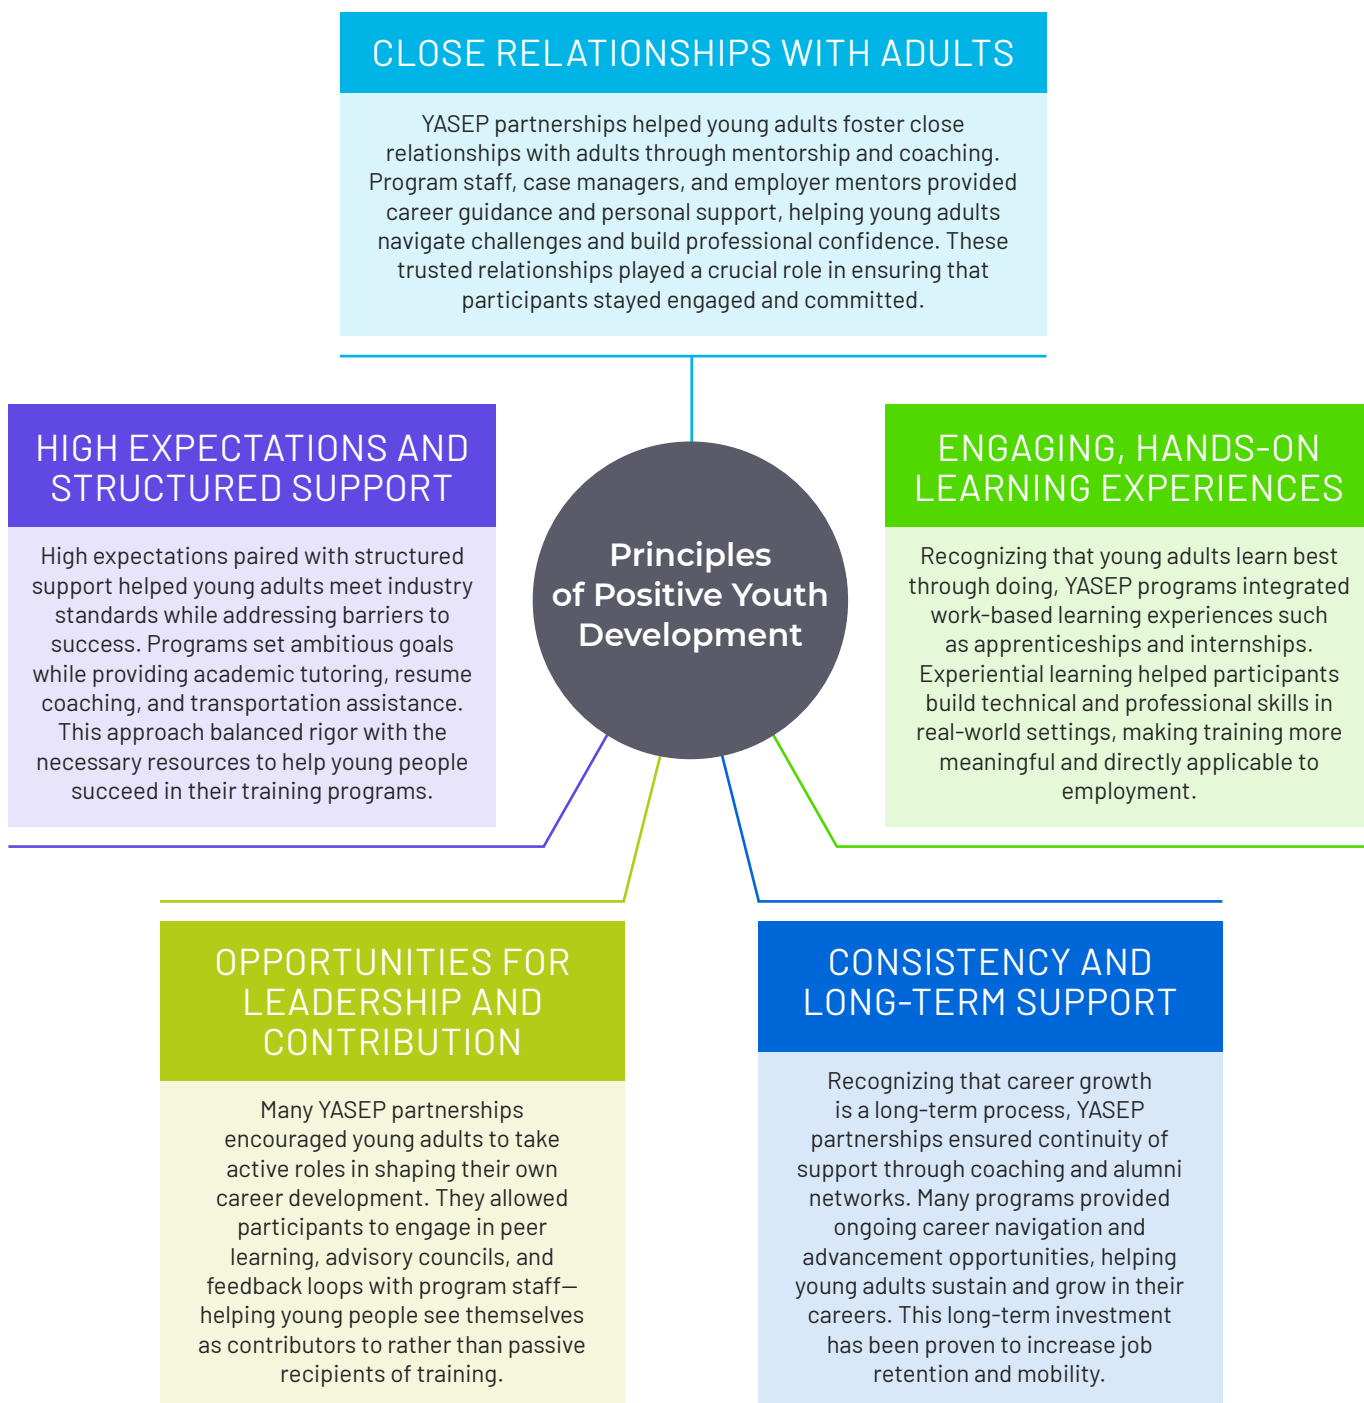 CLOSE RELATIONSHIPS WITH ADULTS
YASEP partnerships helped young adults foster close
relationships with adults through mentorship and coaching.
Program staff, case managers, and employer mentors provided
career guidance and personal support, helping young adults
navigate challenges and build professional confidence. These
trusted relationships played a crucial role in ensuring that
participants stayed engaged and committed.
HIGH EXPECTATIONS AND
STRUCTURED SUPPORT
High expectations paired with structured
support helped young adults meet industry
standards while addressing barriers to
success. Programs set ambitious goals
while providing academic tutoring, resume
coaching, and transportation assistance.
This approach balanced rigor with the
necessary resources to help young people
succeed in their training programs.
Principles
of Positive Youth
Development
ENGAGING, HANDS-ON
LEARNING EXPERIENCES
Recognizing that young adults learn best
through doing, YASEP programs integrated
work-based learning experiences such
as apprenticeships and internships.
Experiential learning helped participants
build technical and professional skills in
real-world settings, making training more
meaningful and directly applicable to
employment.
OPPORTUNITIES FOR
LEADERSHIP AND
CONTRIBUTION
Many YASEP partnerships
encouraged young adults to take
active roles in shaping their own
career development. They allowed
participants to engage in peer
learning, advisory councils, and
feedback loops with program staff—
helping young people see themselves
as contributors to rather than passive
recipients of training.
CONSISTENCY AND
LONG-TERM SUPPORT
Recognizing that career growth
is a long-term process, YASEP
partnerships ensured continuity of
support through coaching and alumni
networks. Many programs provided
ongoing career navigation and
advancement opportunities, helping
young adults sustain and grow in their
careers. This long-term investment
has been proven to increase job
retention and mobility.